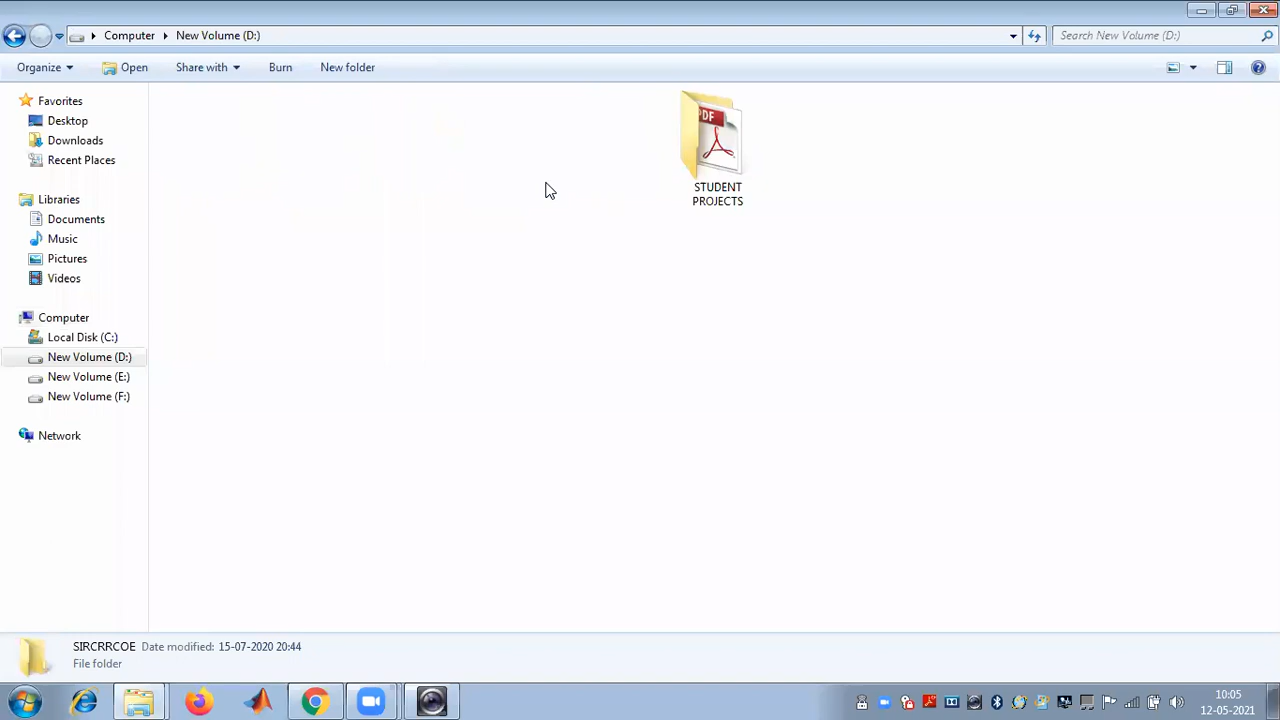 Computer
New Volume (D:)
Search New Volume (D:)
Organize
Open
Share with
Burn
New folder
Favorites
Desktop
Downloads
Recent Places
Libraries
Documents
Music
Pictures
Videos
Computer
Local Disk (C:)
New Volume (D:)
New Volume (E:)
New Volume (F:)
Network
PDF
STUDENT
PROJECTS
SIRCRRCOE Date modified: 15-07-2020 20:44
File folder
10:05
12-05-2021